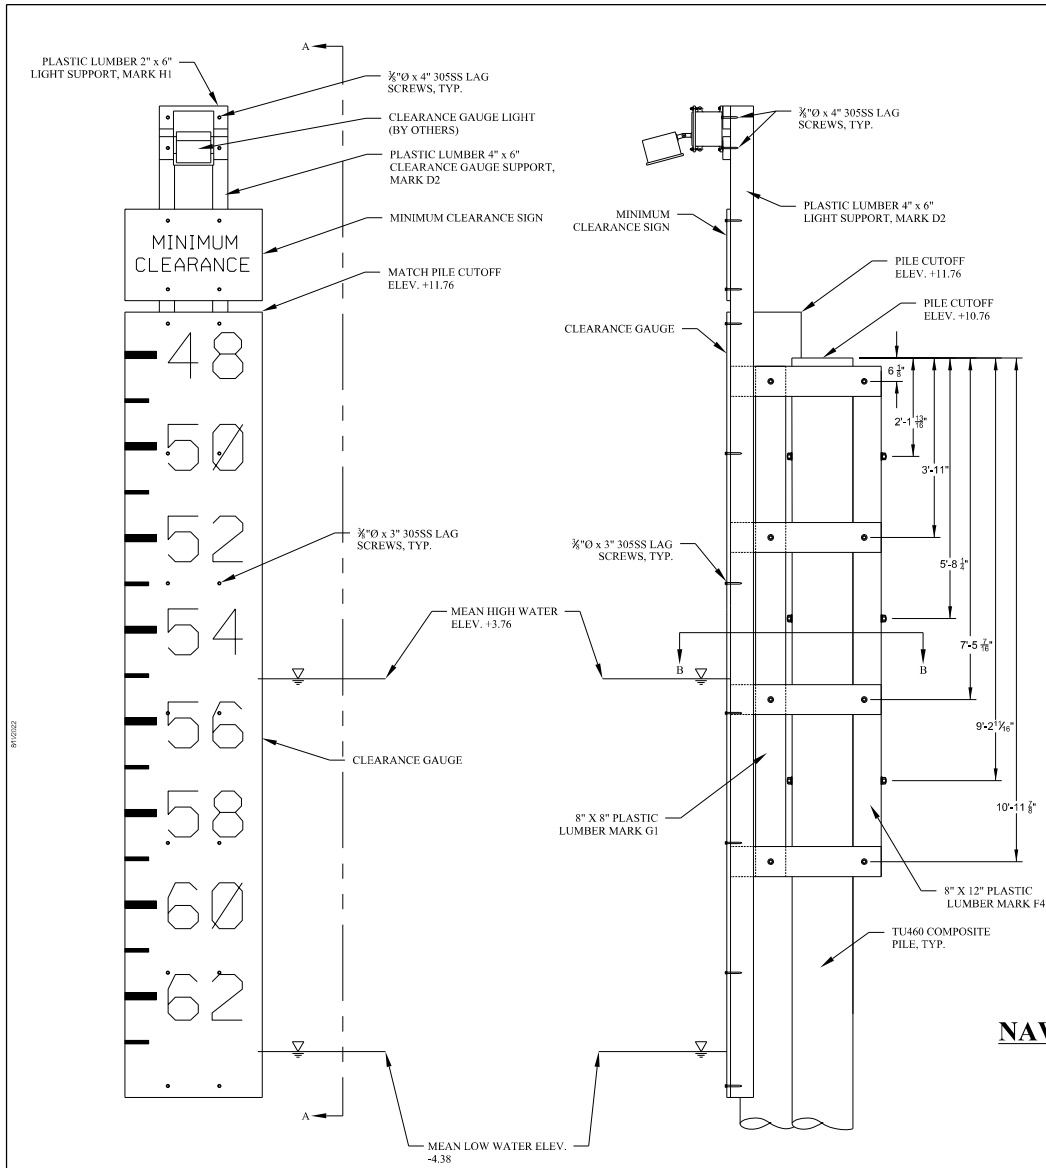 A
PLASTIC LUMBER 2" x 6"
LIGHT SUPPORT, MARK H1
⅜"Ø x 4" 305SS LAG
SCREWS, TYP.
CLEARANCE GAUGE LIGHT
(BY OTHERS)
PLASTIC LUMBER 4" x 6"
CLEARANCE GAUGE SUPPORT,
MARK D2
MINIMUM CLEARANCE SIGN
MINIMUM
CLEARANCE
MATCH PILE CUTOFF
ELEV. +11.76
48
50
52
54
56
58
60
62
⅜"Ø x 3" 305SS LAG
SCREWS, TYP.
MEAN HIGH WATER
ELEV. +3.76
CLEARANCE GAUGE
A
MEAN LOW WATER ELEV.
-4.38
⅜"Ø x 4" 305SS LAG
SCREWS, TYP.
PLASTIC LUMBER 4" x 6"
LIGHT SUPPORT, MARK D2
MINIMUM
CLEARANCE SIGN
PILE CUTOFF
ELEV. +11.76
PILE CUTOFF
ELEV. +10.76
CLEARANCE GAUGE
6 ⅛"
2'-1 13/16"
3'-11"
⅜"Ø x 3" 305SS LAG
SCREWS, TYP.
5'-8 ¼"
B
B
7'-5 7/16"
9'-2 11/16"
10'-11 ⅞"
8" X 8" PLASTIC
LUMBER MARK G1
8" X 12" PLASTIC
LUMBER MARK F4
TU460 COMPOSITE
PILE, TYP.